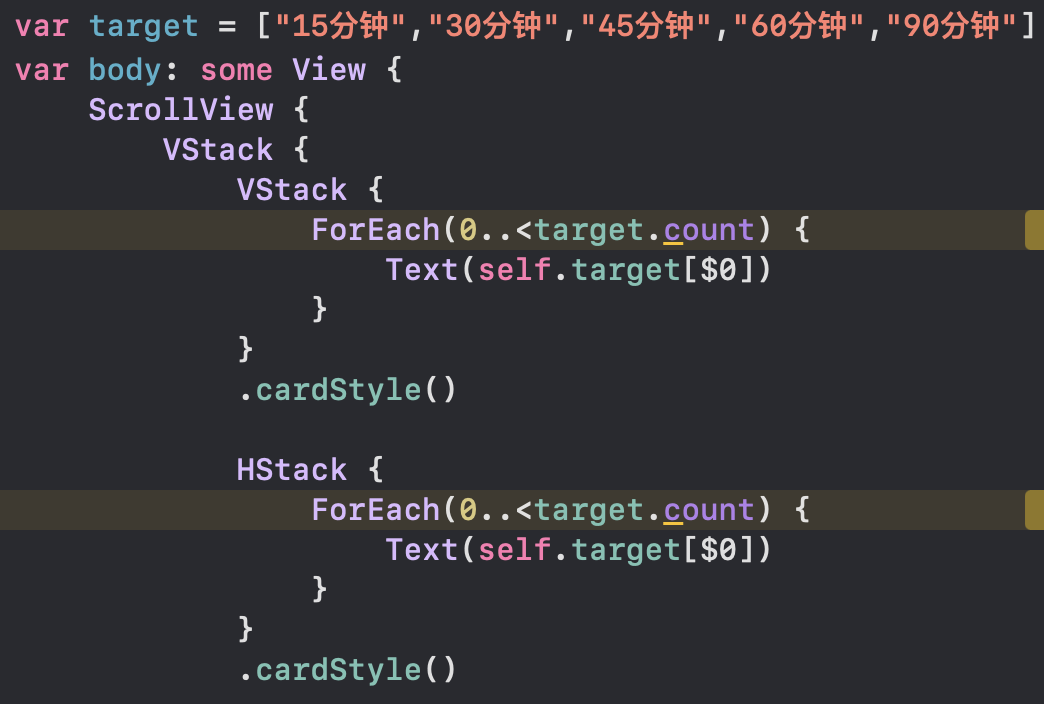 var target = ["15分钟","30分钟","45分钟","60分钟","90分钟"]
var body: some View {
    ScrollView {
        VStack {
            VStack {
                ForEach(0..<target.count) {
                    Text(self.target[$0])
                }
            }
            .cardStyle()

            HStack {
                ForEach(0..<target.count) {
                    Text(self.target[$0])
                }
            }
            .cardStyle()